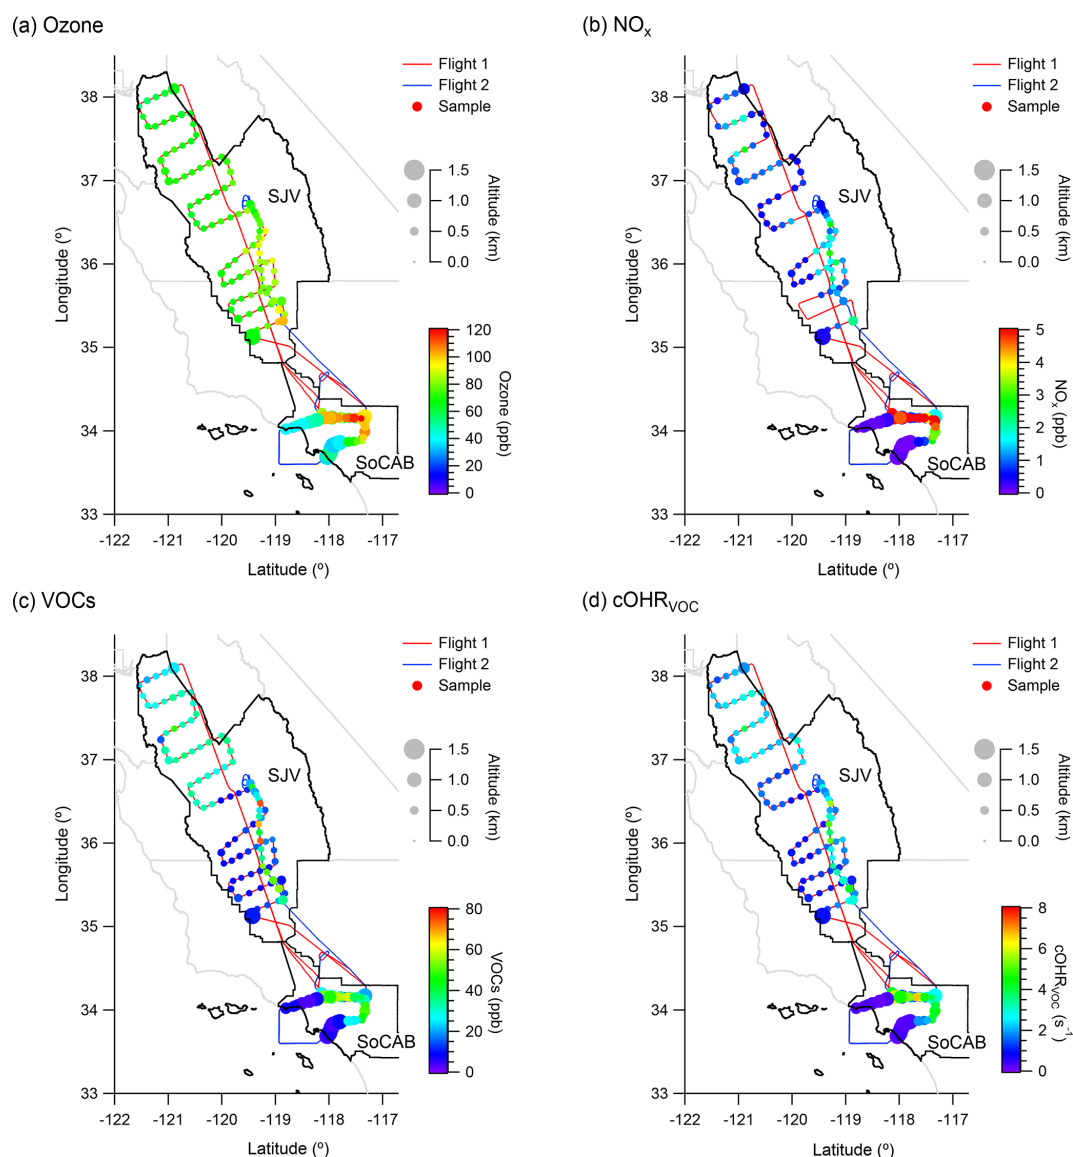 (a) Ozone
Flight 1
Flight 2
Sample
38
37
36
35
34
33
-122
-121
-120
-119
-118
-117
Longitude (º)
Latitude (º)
SJV
SoCAB
1.5
1.0
0.5
0.0
Altitude (km)
120
100
80
60
40
20
0
Ozone (ppb)
(b) NOx
Flight 1
Flight 2
Sample
38
37
36
35
34
33
-122
-121
-120
-119
-118
-117
Longitude (º)
Latitude (º)
SJV
SoCAB
1.5
1.0
0.5
0.0
Altitude (km)
5
4
3
2
1
0
NOx (ppb)
(c) VOCs
Flight 1
Flight 2
Sample
38
37
36
35
34
33
-122
-121
-120
-119
-118
-117
Longitude (º)
Latitude (º)
SJV
SoCAB
1.5
1.0
0.5
0.0
Altitude (km)
80
60
40
20
0
VOCs (ppb)
(d) cOHRVOC
Flight 1
Flight 2
Sample
38
37
36
35
34
33
-122
-121
-120
-119
-118
-117
Longitude (º)
Latitude (º)
SJV
SoCAB
1.5
1.0
0.5
0.0
Altitude (km)
8
6
4
2
0
cOHRVOC (s-1)